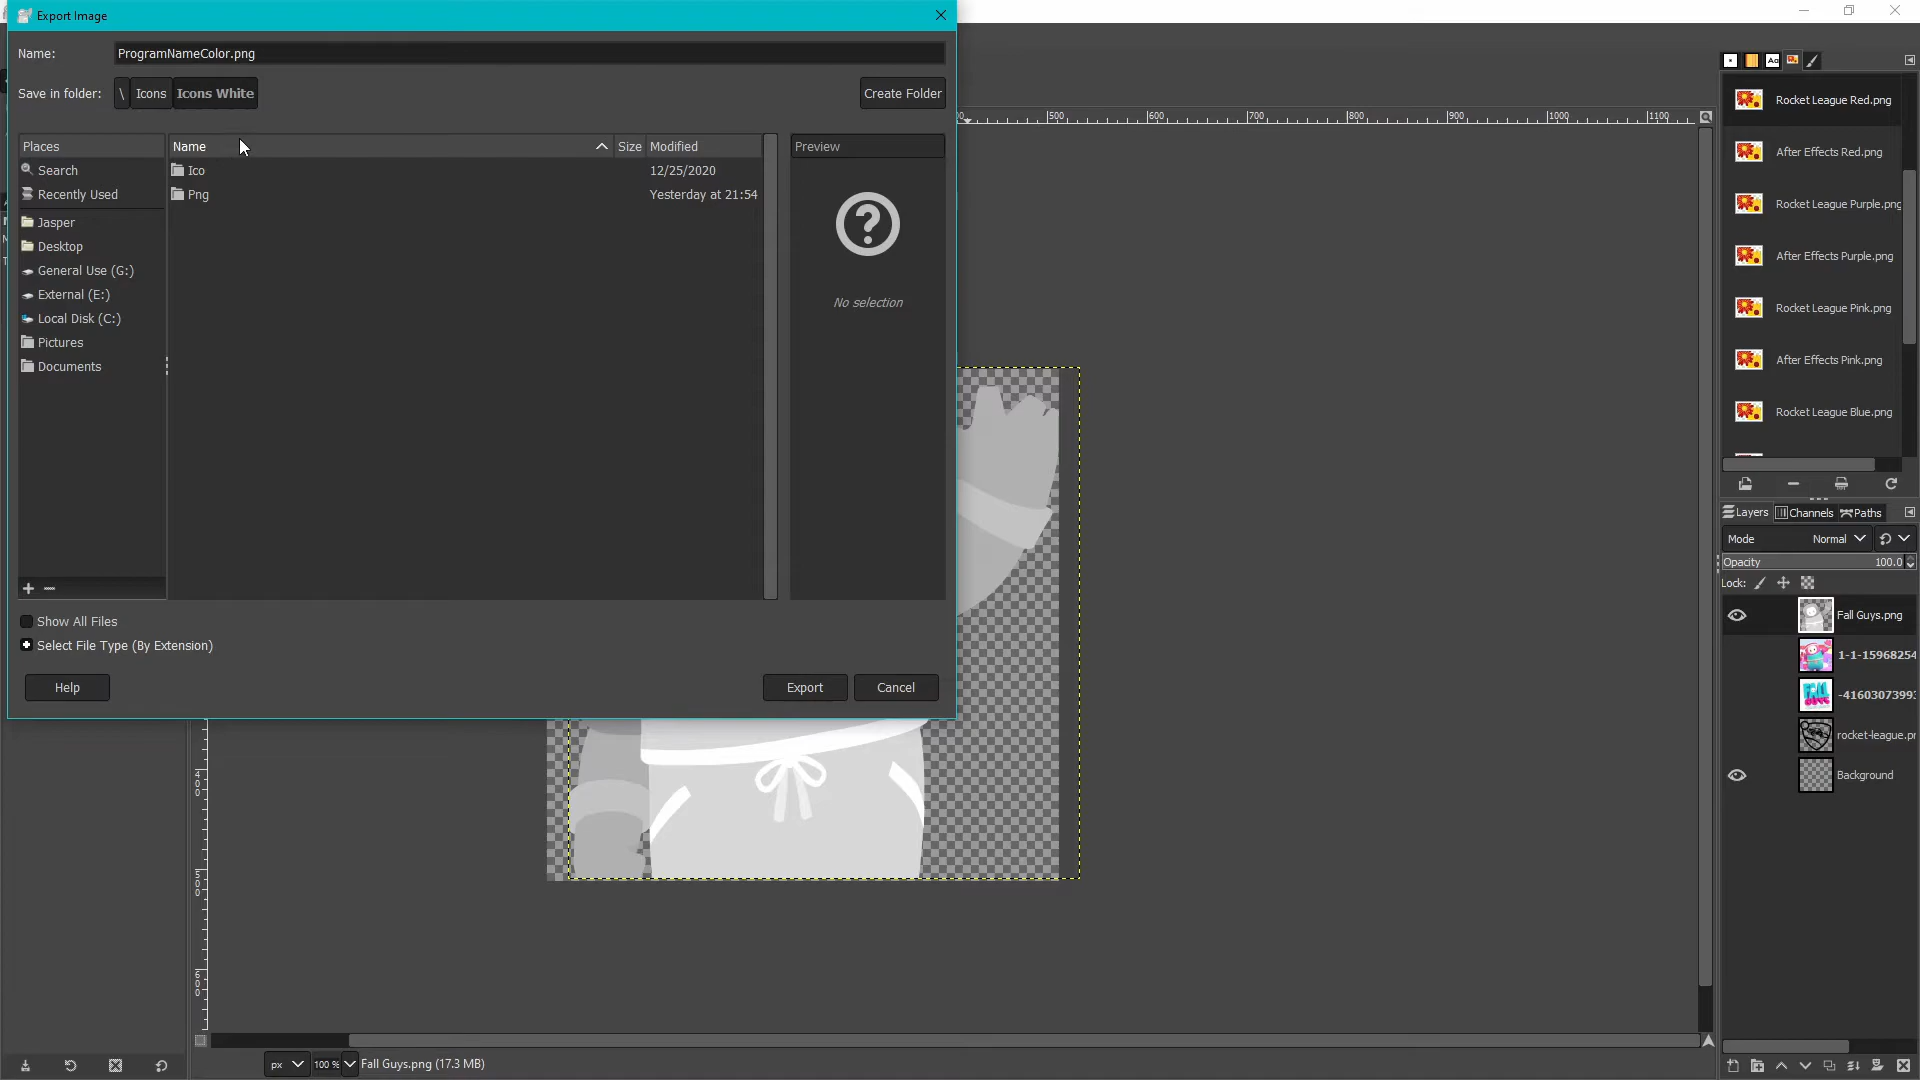 Export Image
Name: ProgramNameColor.png
Save in folder: \ Icons Icons White Create Folder
Places Name Size Modified Preview
Search Ico 12/25/2020
Recently Used Png Yesterday at 21:54
Jasper
Desktop
General Use (G:)
External (E:)
No selection
Local Disk (C:)
Pictures
Documents
Show All Files
Select File Type (By Extension)
Help Export Cancel
500 600 700 800 900 1000 1100
Rocket League Red.png
After Effects Red.png
Rocket League Purple.png
After Effects Purple.png
Rocket League Pink.png
After Effects Pink.png
Rocket League Blue.png
Layers Channels Paths
Mode Normal
Opacity 100.0
Lock:
Fall Guys.png
1-1-15968254
-4160307399
rocket-league.pr
Background
400
500
600
px 100 % Fall Guys.png (17.3 MB)